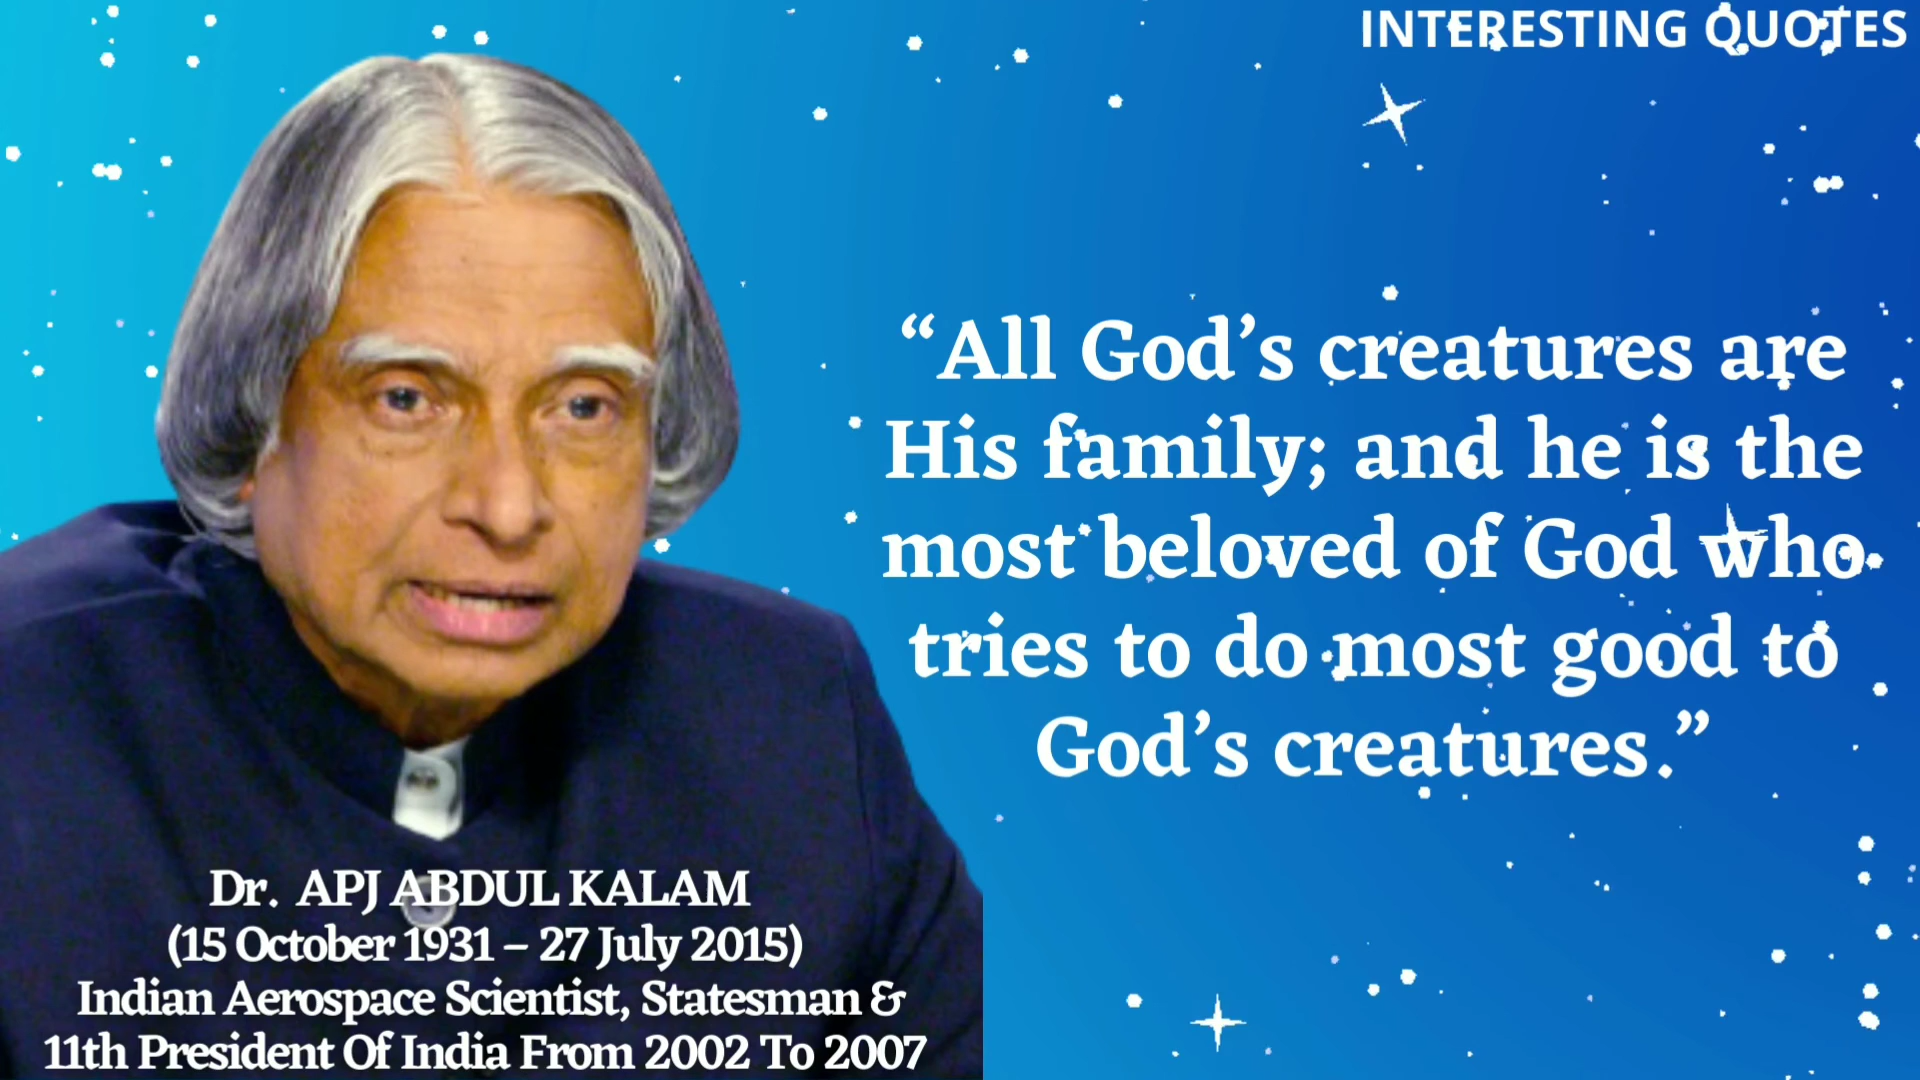 INTERESTING QUOTES
“All God’s creatures are
His family; and he is the
most beloved of God who
tries to do most good to
God’s creatures.”
Dr. APJ ABDUL KALAM
(15 October 1931 – 27 July 2015)
Indian Aerospace Scientist, Statesman &
11th President Of India From 2002 To 2007